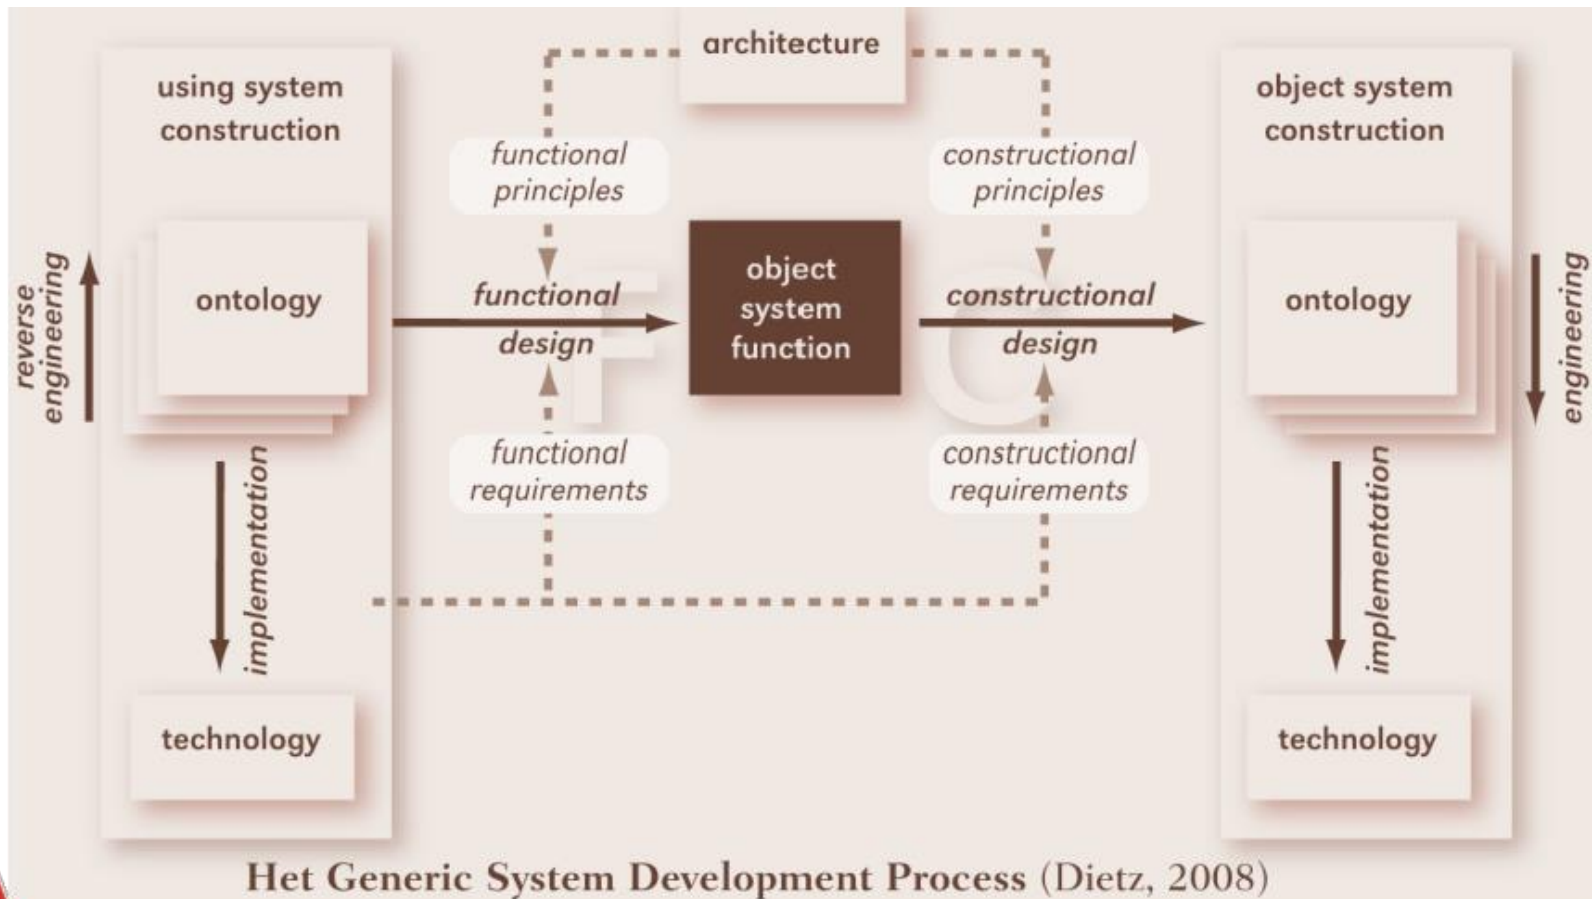 architecture
using system
construction
object system
construction
functional
principles
constructional
principles
reverse
engineering
ontology
functional
design
F
object
system
function
constructional
design
C
ontology
engineering
functional
requirements
constructional
requirements
implementation
implementation
technology
technology
Het Generic System Development Process (Dietz, 2008)